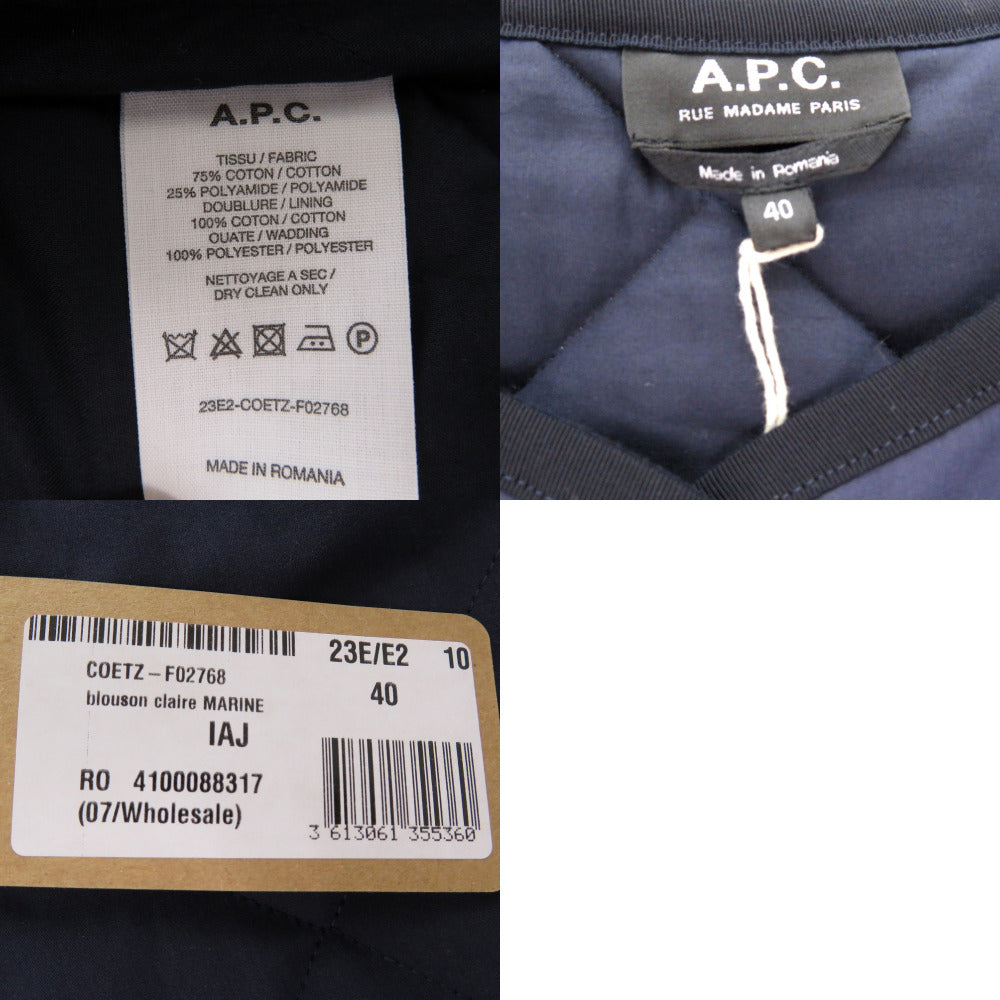 A.P.C.
TISSU / FABRIC
75% COTON / COTTON
25% POLYAMIDE / POLYAMIDE
DOUBLURE / LINING
100% COTON / COTTON
OUATE / WADDING
100% POLYESTER / POLYESTER
NETTOYAGE A SEC /
DRY CLEAN ONLY
P
23E2-COETZ-F02768
MADE IN ROMANIA
A.P.C.
RUE MADAME PARIS
Made in Romania
40
23E/E2 10
COETZ-F02768
40
blouson claire MARINE
IAJ
RO 4100088317
(07/Wholesale)
3 613061 355360